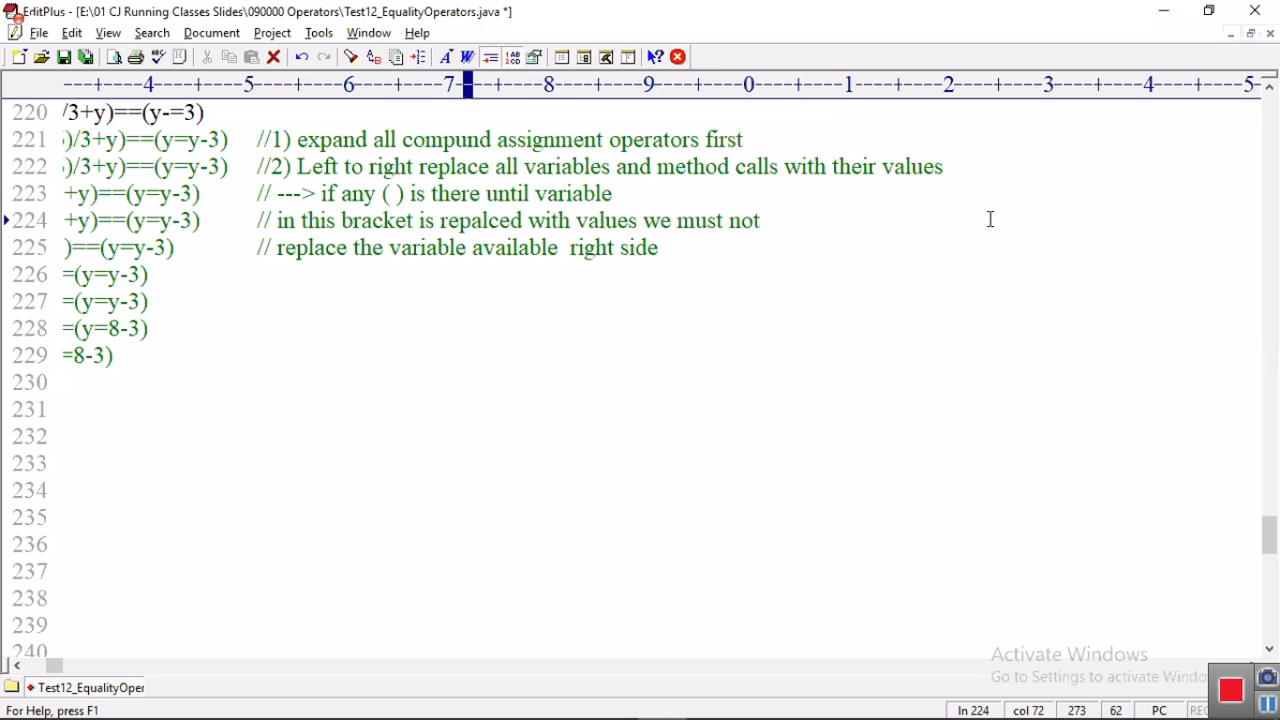 EditPlus - [E:\01 CJ Running Classes Slides\090000 Operators\Test12_EqualityOperators.java *]
File Edit View Search Document Project Tools Window Help
---+----4----+----5----+----6----+----7----+----8----+----9----+----0----+----1----+----2----+----3----+----4----+----5-
220 /3+y)==(y-=3)
221 )/3+y)==(y=y-3) //1) expand all compund assignment operators first
222 )/3+y)==(y=y-3) //2) Left to right replace all variables and method calls with their values
223 +y)==(y=y-3) // ---> if any ( ) is there until variable
224 +y)==(y=y-3) // in this bracket is repalced with values we must not
225 )==(y=y-3) // replace the variable available  right side
226 =(y=y-3)
227 =(y=y-3)
228 =(y=8-3)
229 =8-3)
230
231
232
233
234
235
236
237
238
239
240
Activate Windows
Go to Settings to activate Windo
Test12_EqualityOper
For Help, press F1 ln 224 col 72 273 62 PC REC